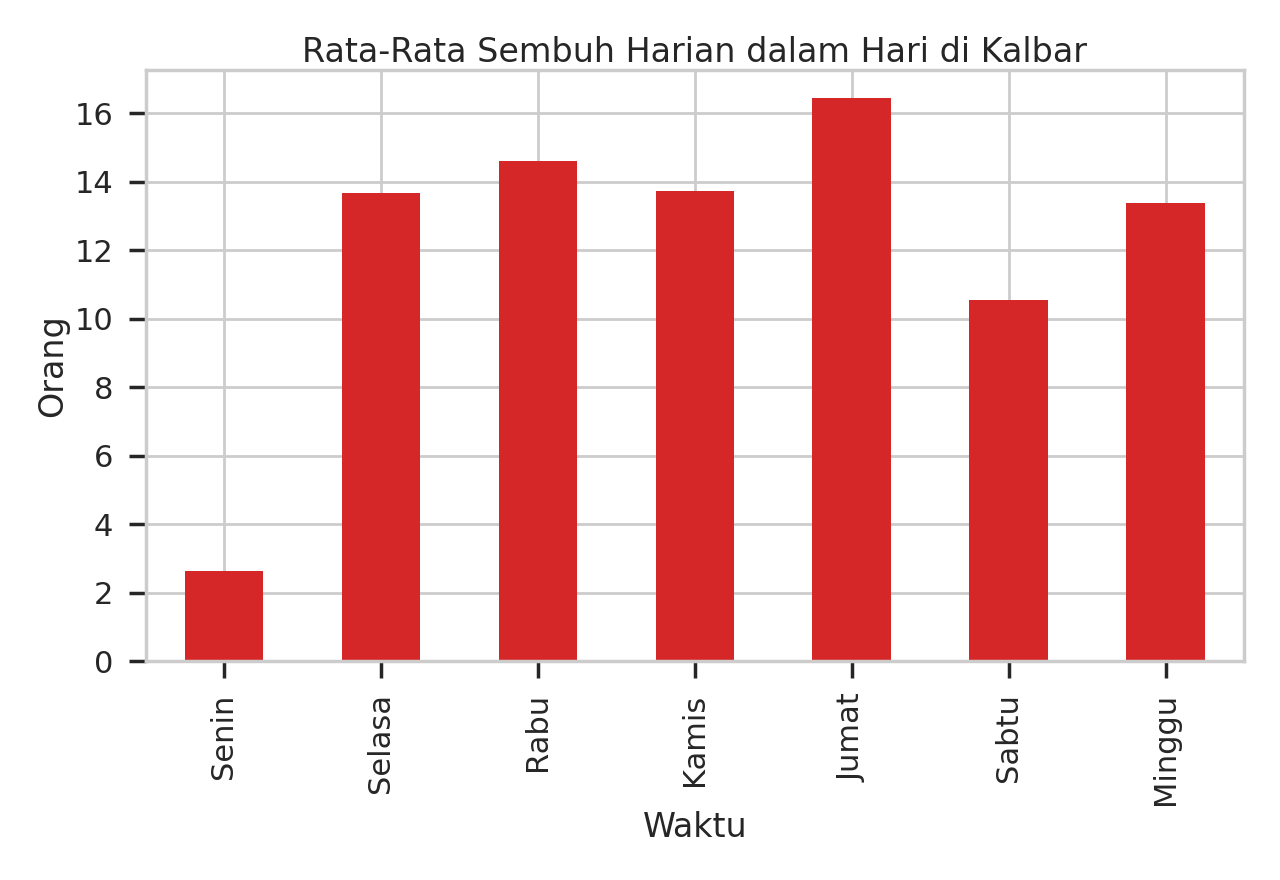 Rata-Rata Sembuh Harian dalam Hari di Kalbar
16
14
12
10
8
6
4
2
0
Orang
Senin
Selasa
Rabu
Kamis
Jumat
Sabtu
Minggu
Waktu